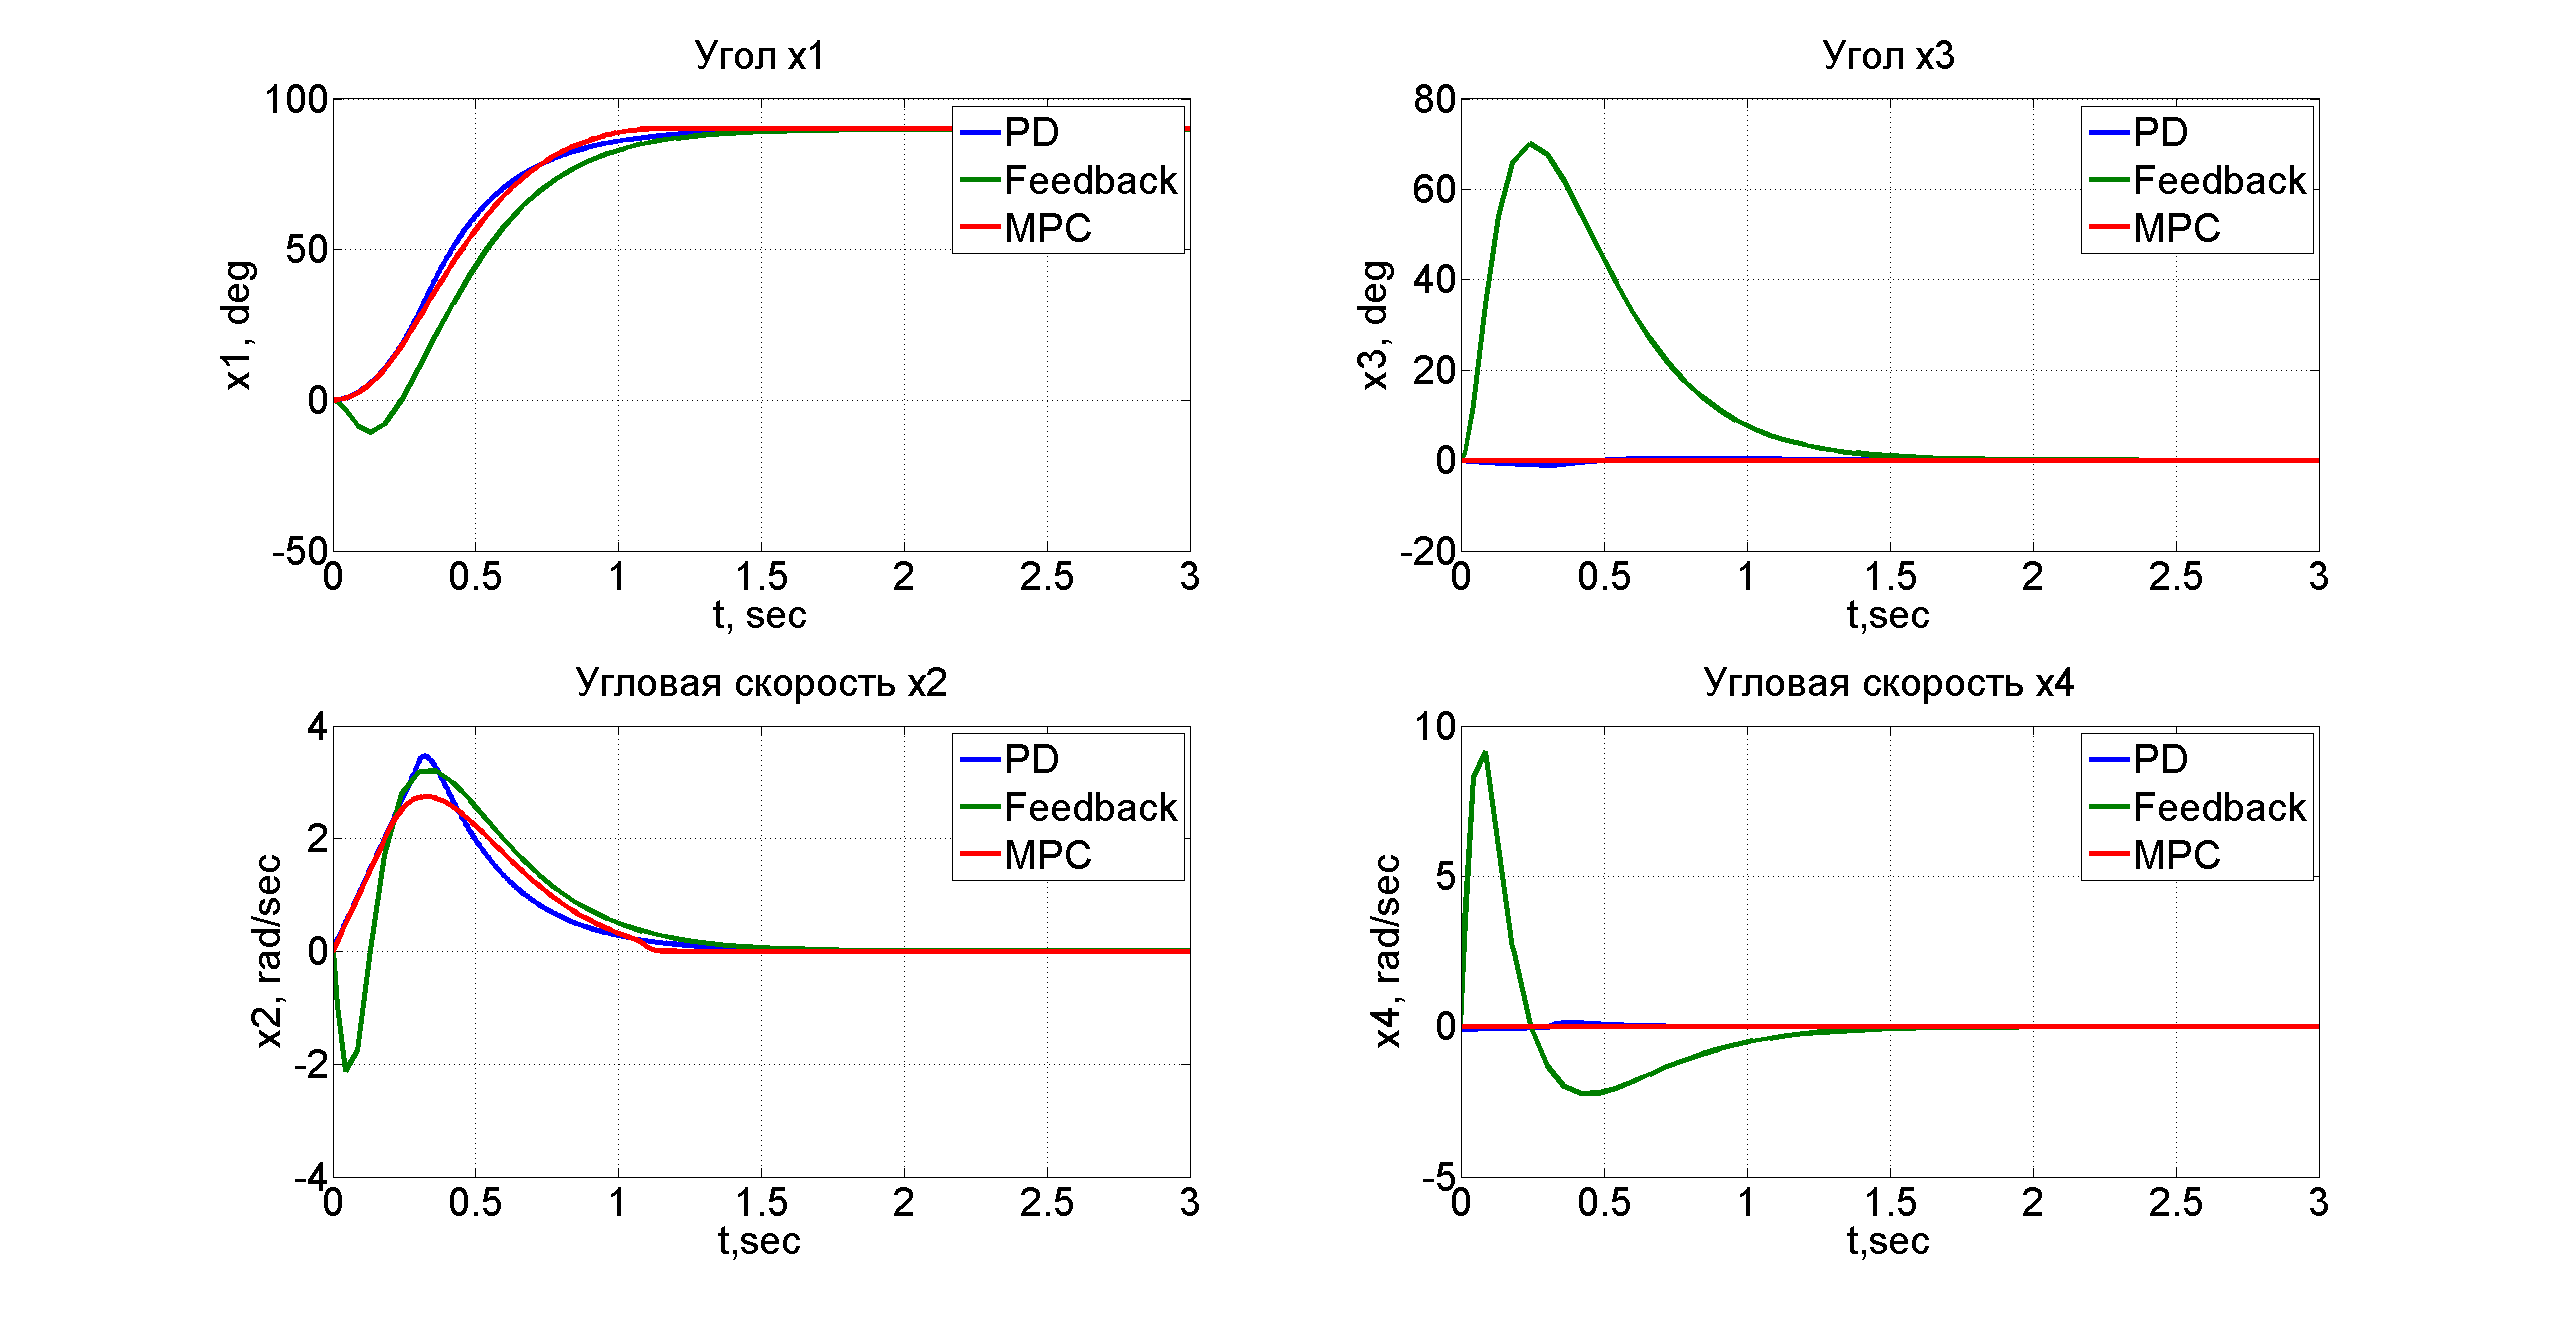 Угол x1
100
50
0
-50
x1, deg
PD
Feedback
MPC
0 0.5 1 1.5 2 2.5 3
t, sec
Угол x3
80
60
40
20
0
-20
x3, deg
PD
Feedback
MPC
0 0.5 1 1.5 2 2.5 3
t,sec
Угловая скорость x2
4
2
0
-2
-4
x2, rad/sec
PD
Feedback
MPC
0 0.5 1 1.5 2 2.5 3
t,sec
Угловая скорость x4
10
5
0
-5
x4, rad/sec
PD
Feedback
MPC
0 0.5 1 1.5 2 2.5 3
t,sec